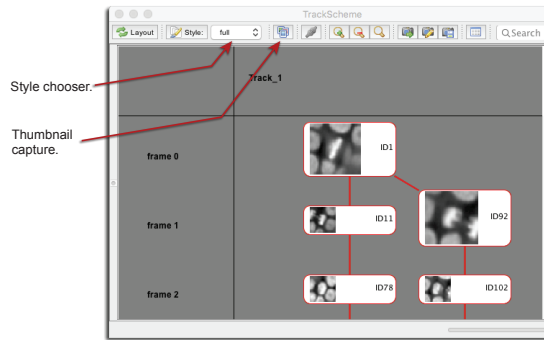 TrackScheme
Layout Style: full Search
Style chooser.
Track_1
Thumbnail
capture.
frame 0
ID1
frame 1
ID11
ID92
frame 2
ID78
ID102